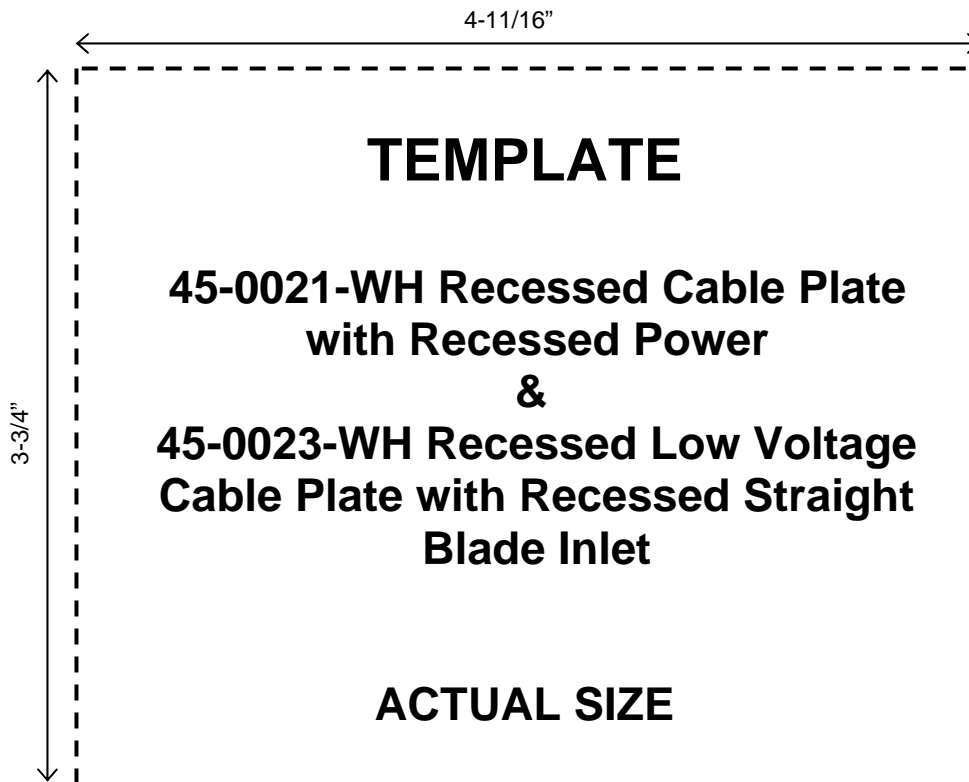 4-11/16”
TEMPLATE
45-0021-WH Recessed Cable Plate
with Recessed Power
&
45-0023-WH Recessed Low Voltage
Cable Plate with Recessed Straight
Blade Inlet
3-3/4”
ACTUAL SIZE